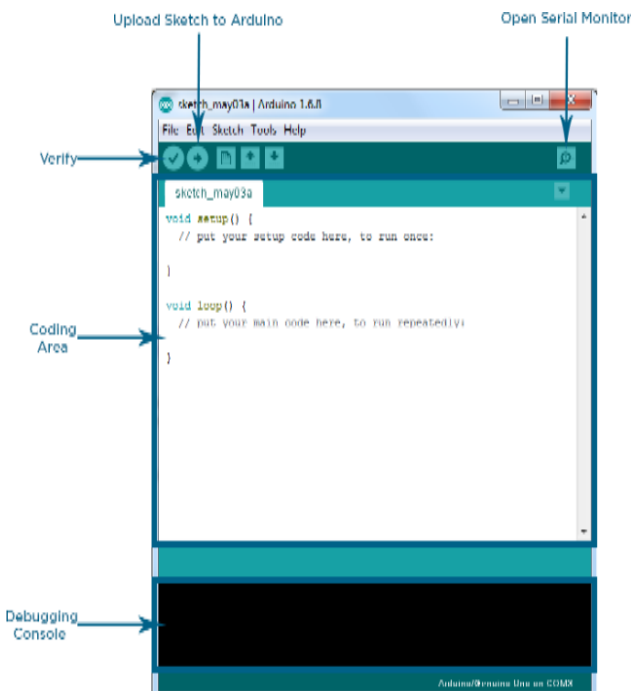 Upload Sketch to Arduino
Open Serial Monitor
sketch_may03a | Arduino 1.6.8
File Edit Sketch Tools Help
Verify
sketch_may03a
void setup() {
// put your setup code here, to run once:
}
void loop() {
// put your main code here, to run repeatedly:
}
Coding
Area
Debugging
Console
Arduino/Genuino Uno on COMX